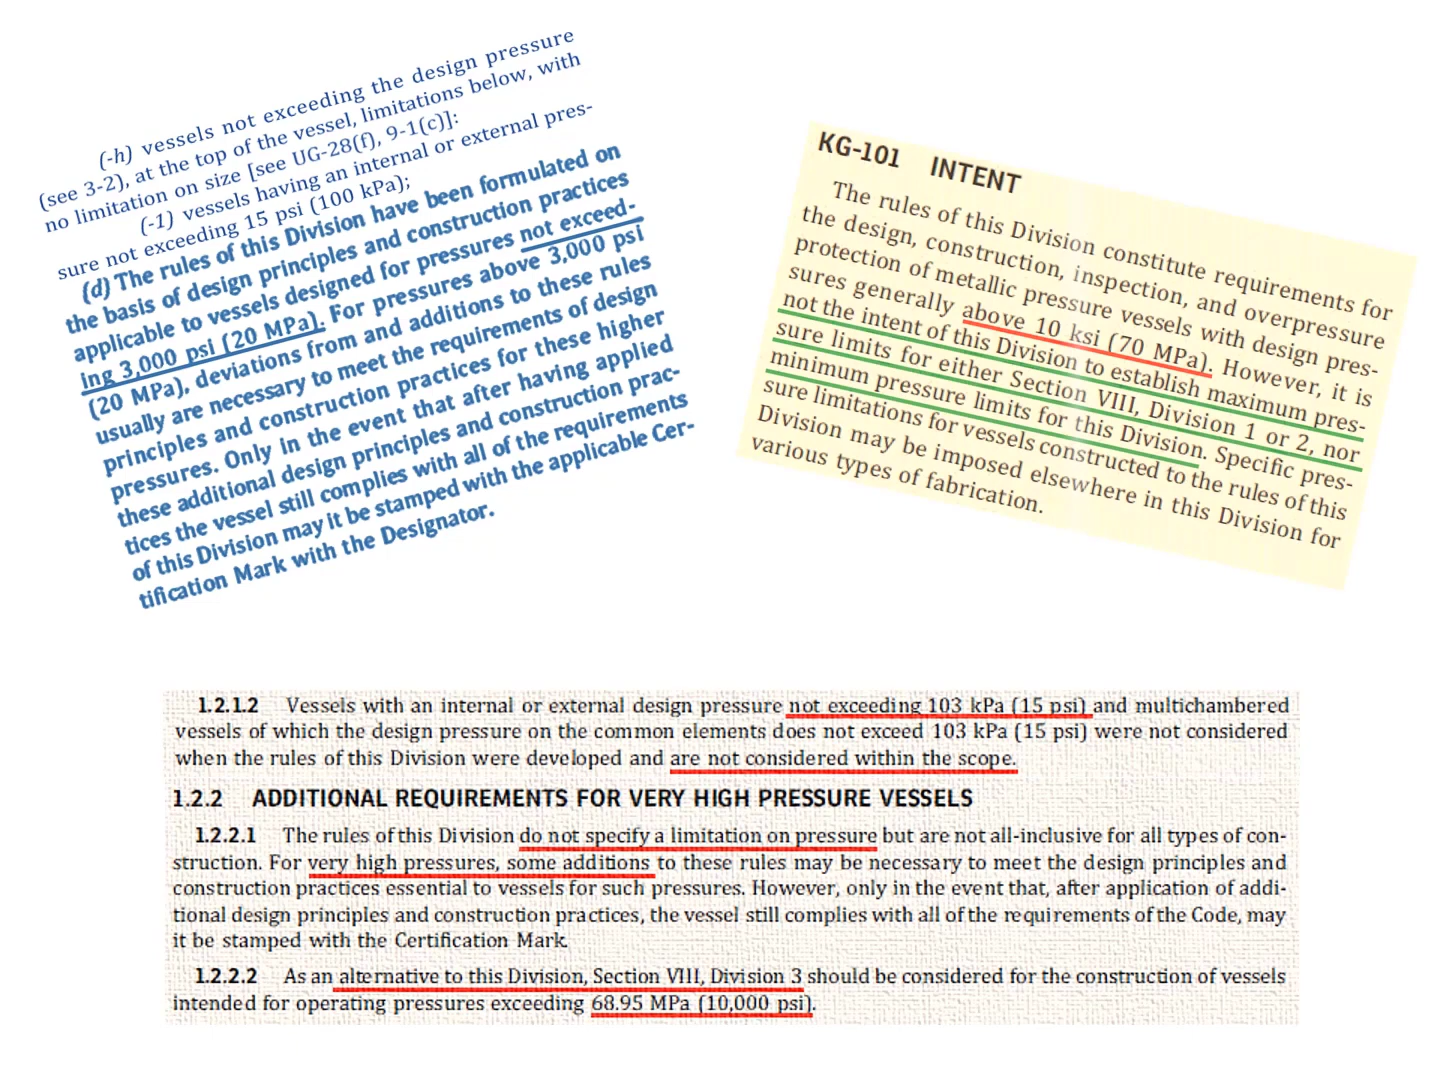 (-h) vessels not exceeding the design pressure
(see 3-2), at the top of the vessel, limitations below, with
no limitation on size [see UG-28(f), 9-1(c)]:
(-1) vessels having an internal or external pres-
sure not exceeding 15 psi (100 kPa);
(d) The rules of this Division have been formulated on
the basis of design principles and construction practices
applicable to vessels designed for pressures not exceed-
ing 3,000 psi (20 MPa). For pressures above 3,000 psi
(20 MPa), deviations from and additions to these rules
usually are necessary to meet the requirements of design
principles and construction practices for these higher
pressures. Only in the event that after having applied
these additional design principles and construction prac-
tices the vessel still complies with all of the requirements
of this Division may it be stamped with the applicable Cer-
tification Mark with the Designator.
KG-101 INTENT
The rules of this Division constitute requirements for
the design, construction, inspection, and overpressure
protection of metallic pressure vessels with design pres-
sures generally above 10 ksi (70 MPa). However, it is
not the intent of this Division to establish maximum pres-
sure limits for either Section VIII, Division 1 or 2, nor
minimum pressure limits for this Division. Specific pres-
sure limitations for vessels constructed to the rules of this
Division may be imposed elsewhere in this Division for
various types of fabrication.
1.2.1.2 Vessels with an internal or external design pressure not exceeding 103 kPa (15 psi) and multichambered
vessels of which the design pressure on the common elements does not exceed 103 kPa (15 psi) were not considered
when the rules of this Division were developed and are not considered within the scope.
1.2.2 ADDITIONAL REQUIREMENTS FOR VERY HIGH PRESSURE VESSELS
1.2.2.1 The rules of this Division do not specify a limitation on pressure but are not all-inclusive for all types of con-
struction. For very high pressures, some additions to these rules may be necessary to meet the design principles and
construction practices essential to vessels for such pressures. However, only in the event that, after application of addi-
tional design principles and construction practices, the vessel still complies with all of the requirements of the Code, may
it be stamped with the Certification Mark.
1.2.2.2 As an alternative to this Division, Section VIII, Division 3 should be considered for the construction of vessels
intended for operating pressures exceeding 68.95 MPa (10,000 psi).